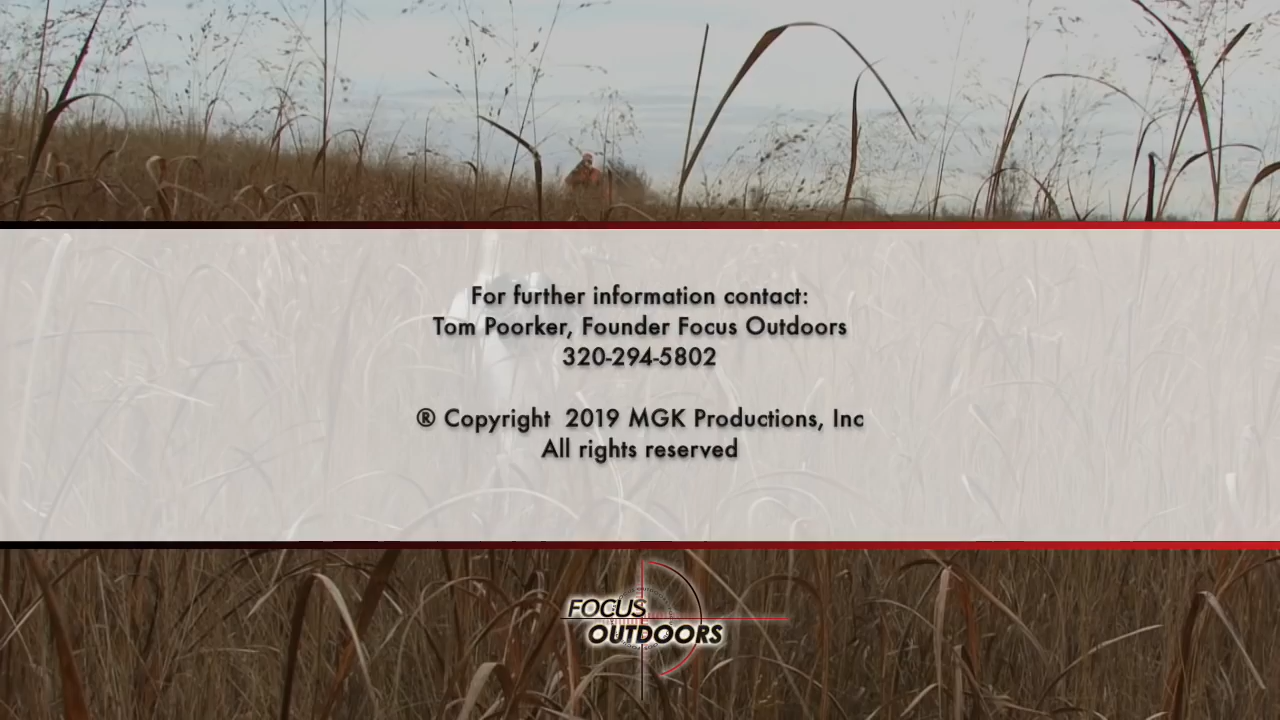 For further information contact:
Tom Poorker, Founder Focus Outdoors
320-294-5802
® Copyright  2019 MGK Productions, Inc
All rights reserved
FOCUS
OUTDOORS